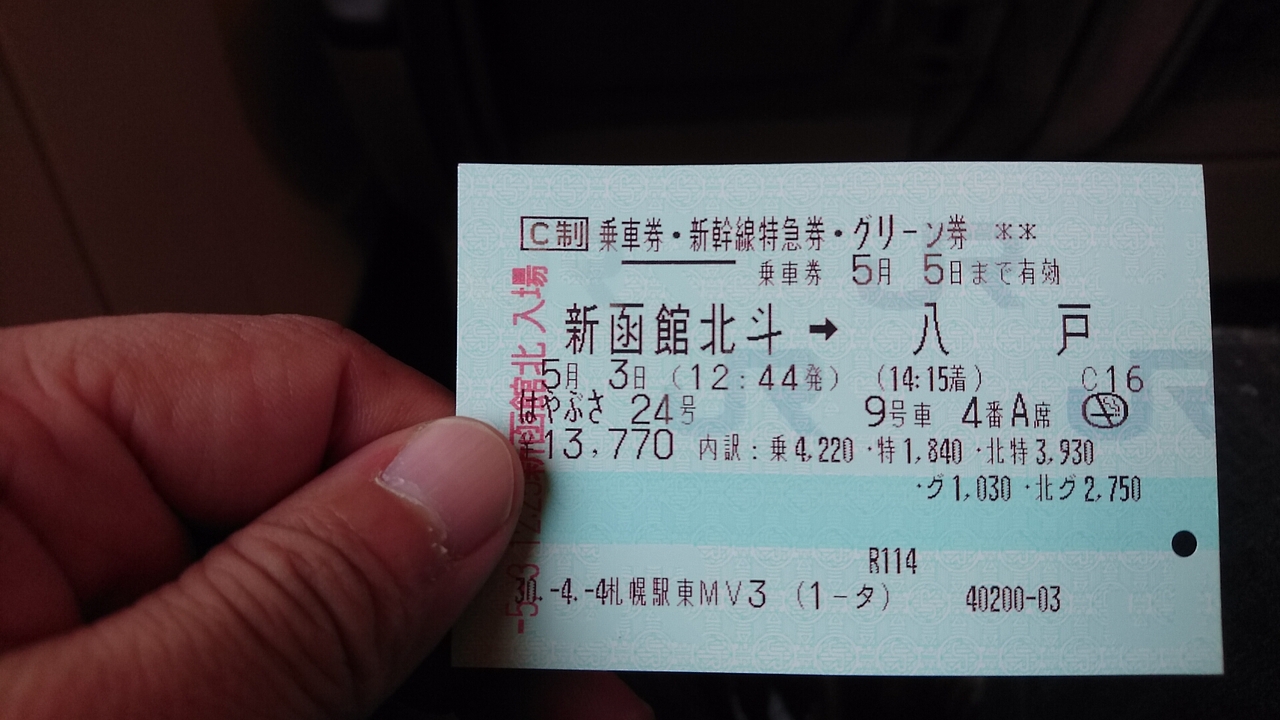 C制 乗車券・新幹線特急券・グリーン券 **
乗車券 5月 5日まで有効
新函館北斗 → 八戸
5月 3日 (12:44発) (14:15着) C16
はやぶさ 24号 9号車 4番A席
13,770 内訳:乗4,220・特1,840・北特3,930
・グ1,030・北グ2,750
R114
30.-4.-4札幌駅東MV3 (1-タ) 40200-03
新函館北 入場
JR
JR